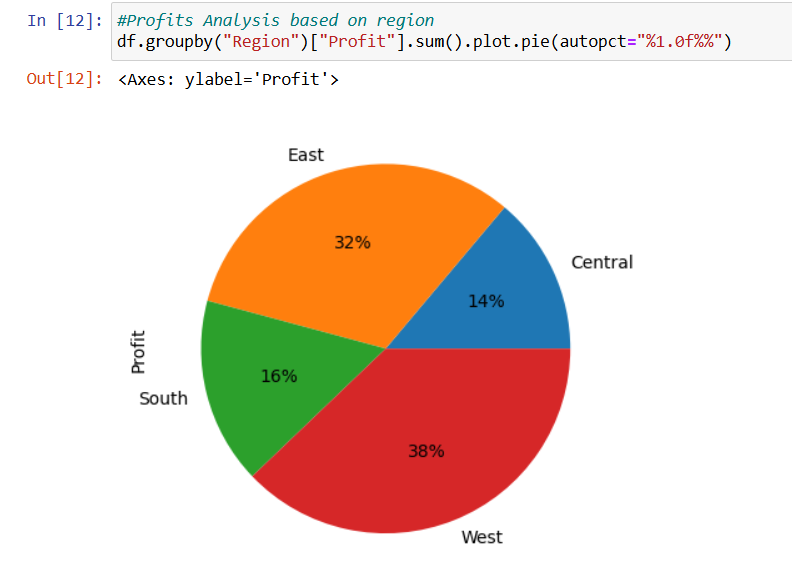 In [12]: #Profits Analysis based on region
df.groupby("Region")["Profit"].sum().plot.pie(autopct="%1.0f%%")
Out[12]: <Axes: ylabel='Profit'>
East
32%
Central
14%
Profit
16%
South
38%
West